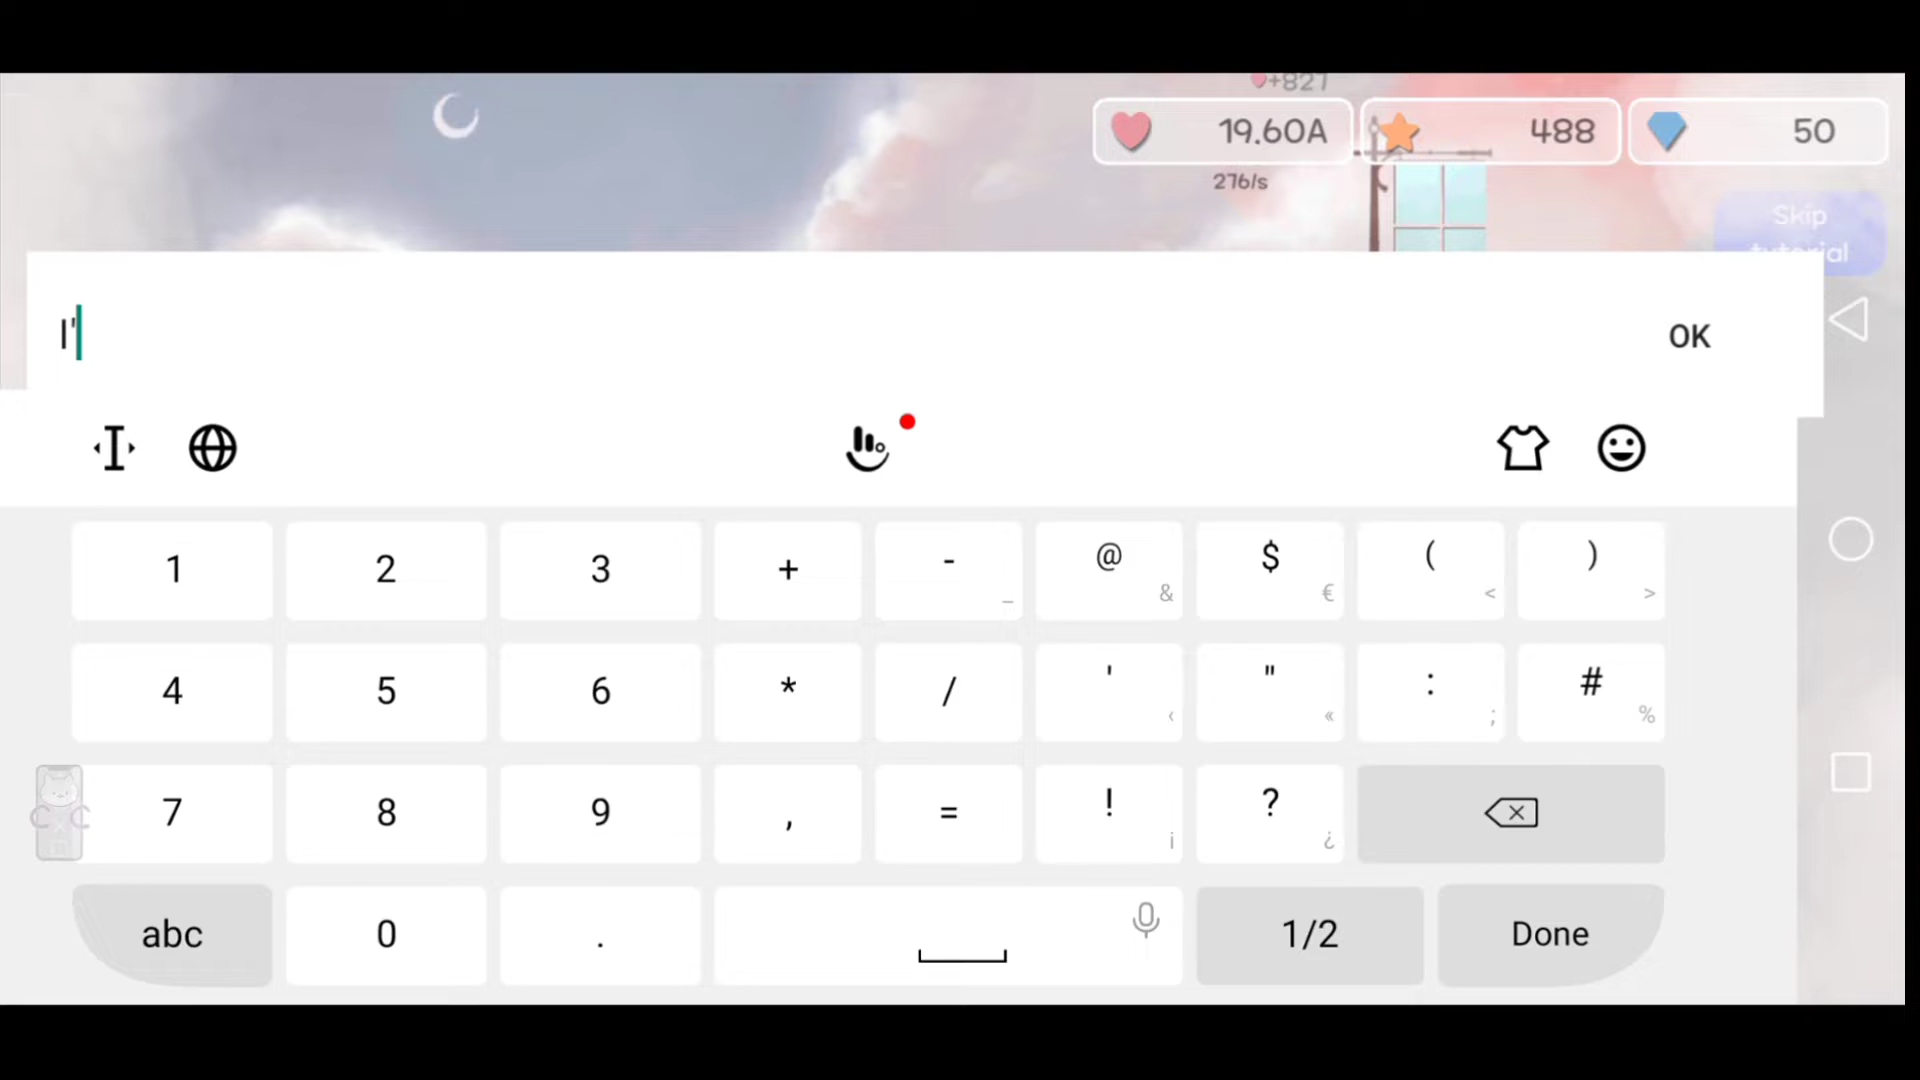 +827
19.60A 488 50
276/s
Skip
tutorial
I'
OK
1 2 3 + - _ @ & $ € ( < ) >
4 5 6 * / ' ‹ " « : ; # %
7 8 9 , = ! ¡ ? ¿
abc 0 . 1/2 Done